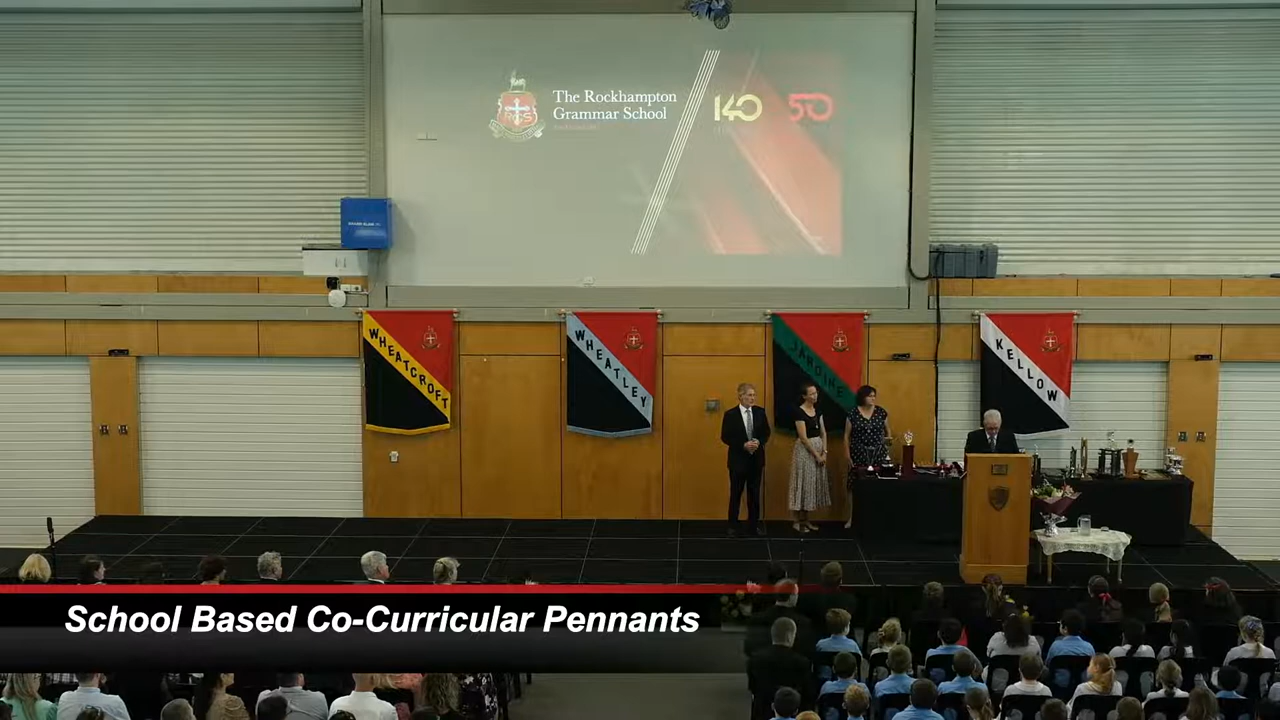 The Rockhampton
Grammar School
140
50
WHEATCROFT
WHEATLEY
JARDINE
KELLOW
School Based Co-Curricular Pennants